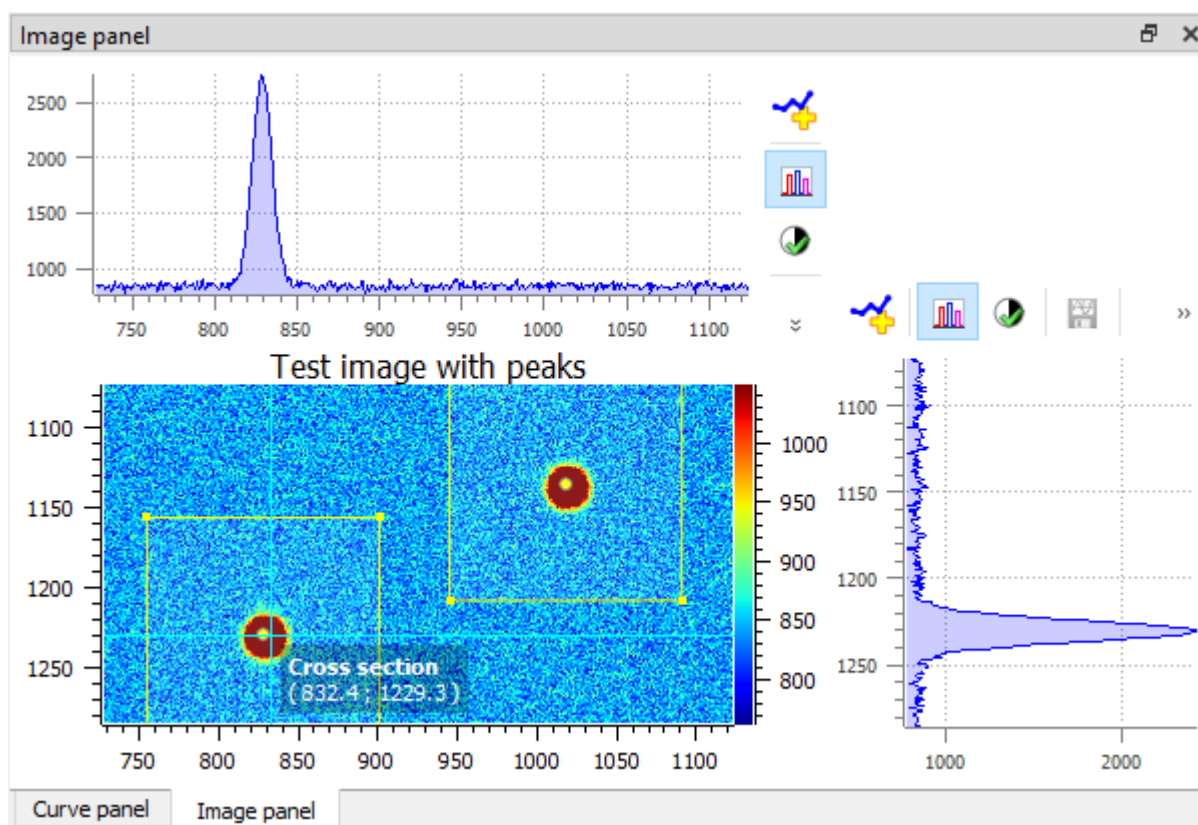 Image panel
2500
2000
1500
1000
750 800 850 900 950 1000 1050 1100
»
Test image with peaks
1100
1150
1200
1250
Cross section
( 832.4 ; 1229.3 )
750 800 850 900 950 1000 1050 1100
1000
950
900
850
800
1100
1150
1200
1250
1000 2000
Curve panel Image panel